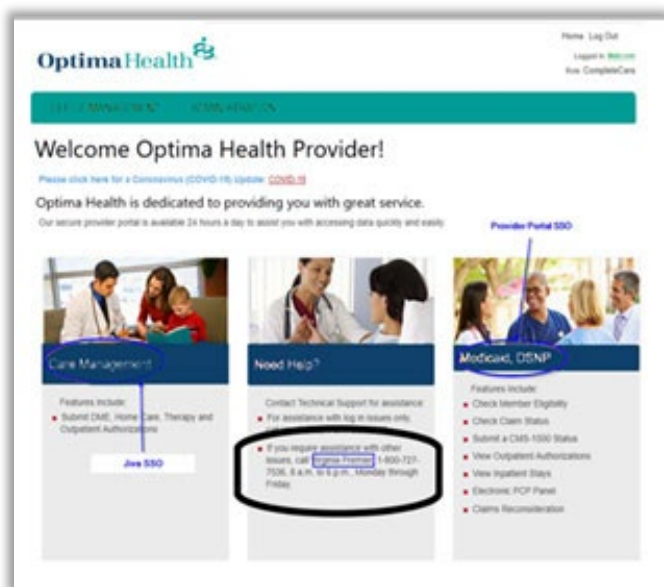 OptimaHealth
Home Log Out
Logged in:
Role: CompleteCare
Welcome Optima Health Provider!
Please click here for a Coronavirus (COVID-19) Update: COVID-19
Optima Health is dedicated to providing you with great service.
Our secure provider portal is available 24 hours a day to assist you with accessing data quickly and easily.
Provider Portal SSO
Care Management
Features Include:
Submit DME, Home Care, Therapy and
Outpatient Authorizations
Jiva SSO
Need Help?
Contact Technical Support for assistance:
For assistance with log in issues only,
If you require assistance with other
issues, call Virginia Premier 1-800-727-
7536, 8 a.m. to 6 p.m., Monday through
Friday.
Medicaid, DSNP
Features Include:
Check Member Eligibility
Check Claim Status
Submit a CMS-1500 Status
View Outpatient Authorizations
View Inpatient Stays
Electronic PCP Panel
Claims Reconsideration